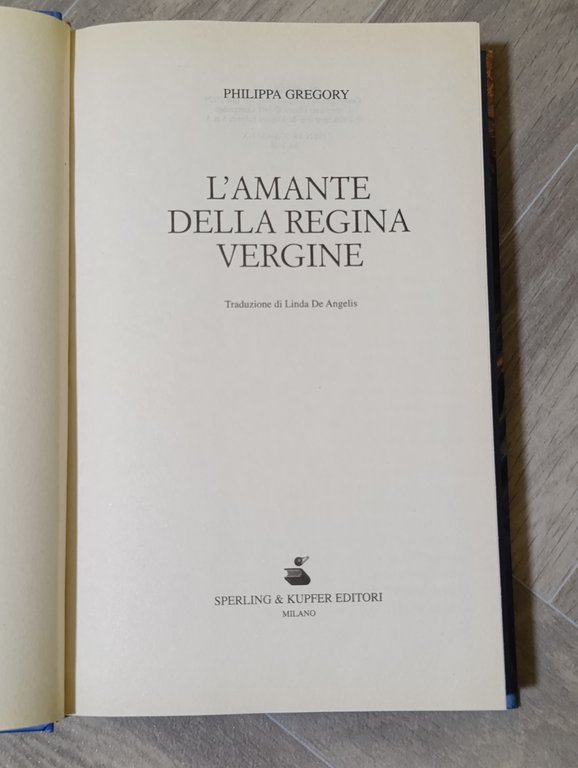 PHILIPPA GREGORY
L'AMANTE
DELLA REGINA
VERGINE
Traduzione di Linda De Angelis
SPERLING & KUPFER EDITORI
MILANO